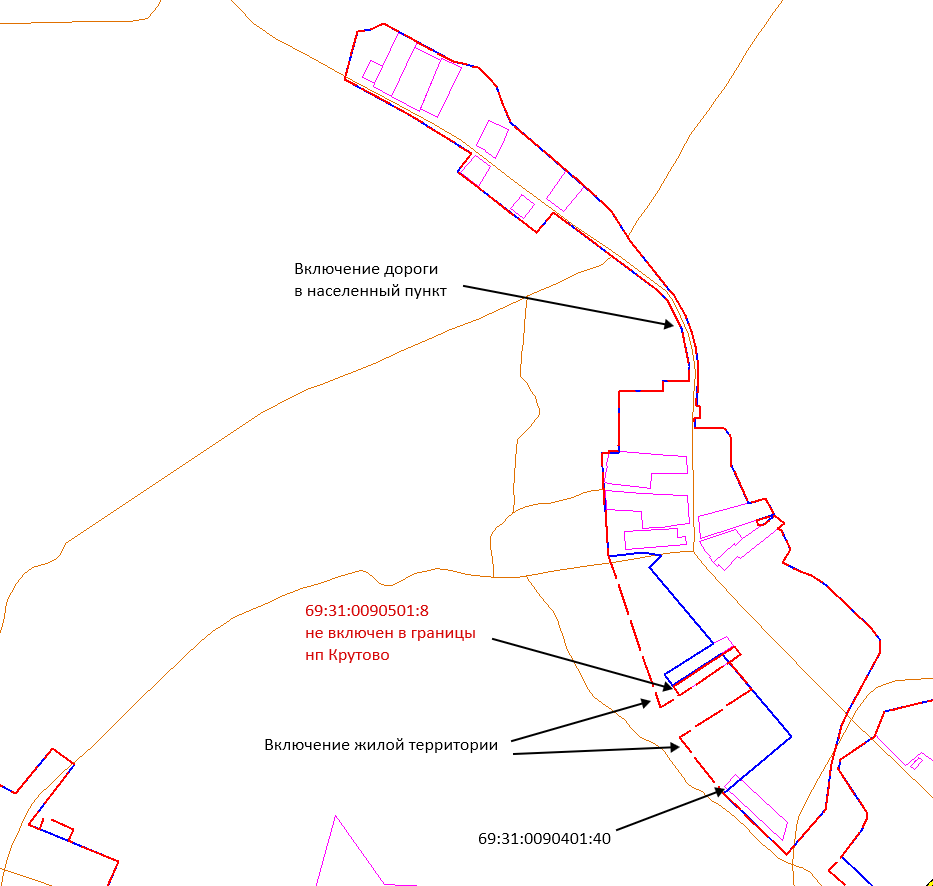 Включение дороги
в населенный пункт
69:31:0090501:8
не включен в границы
нп Крутово
Включение жилой территории
69:31:0090401:40